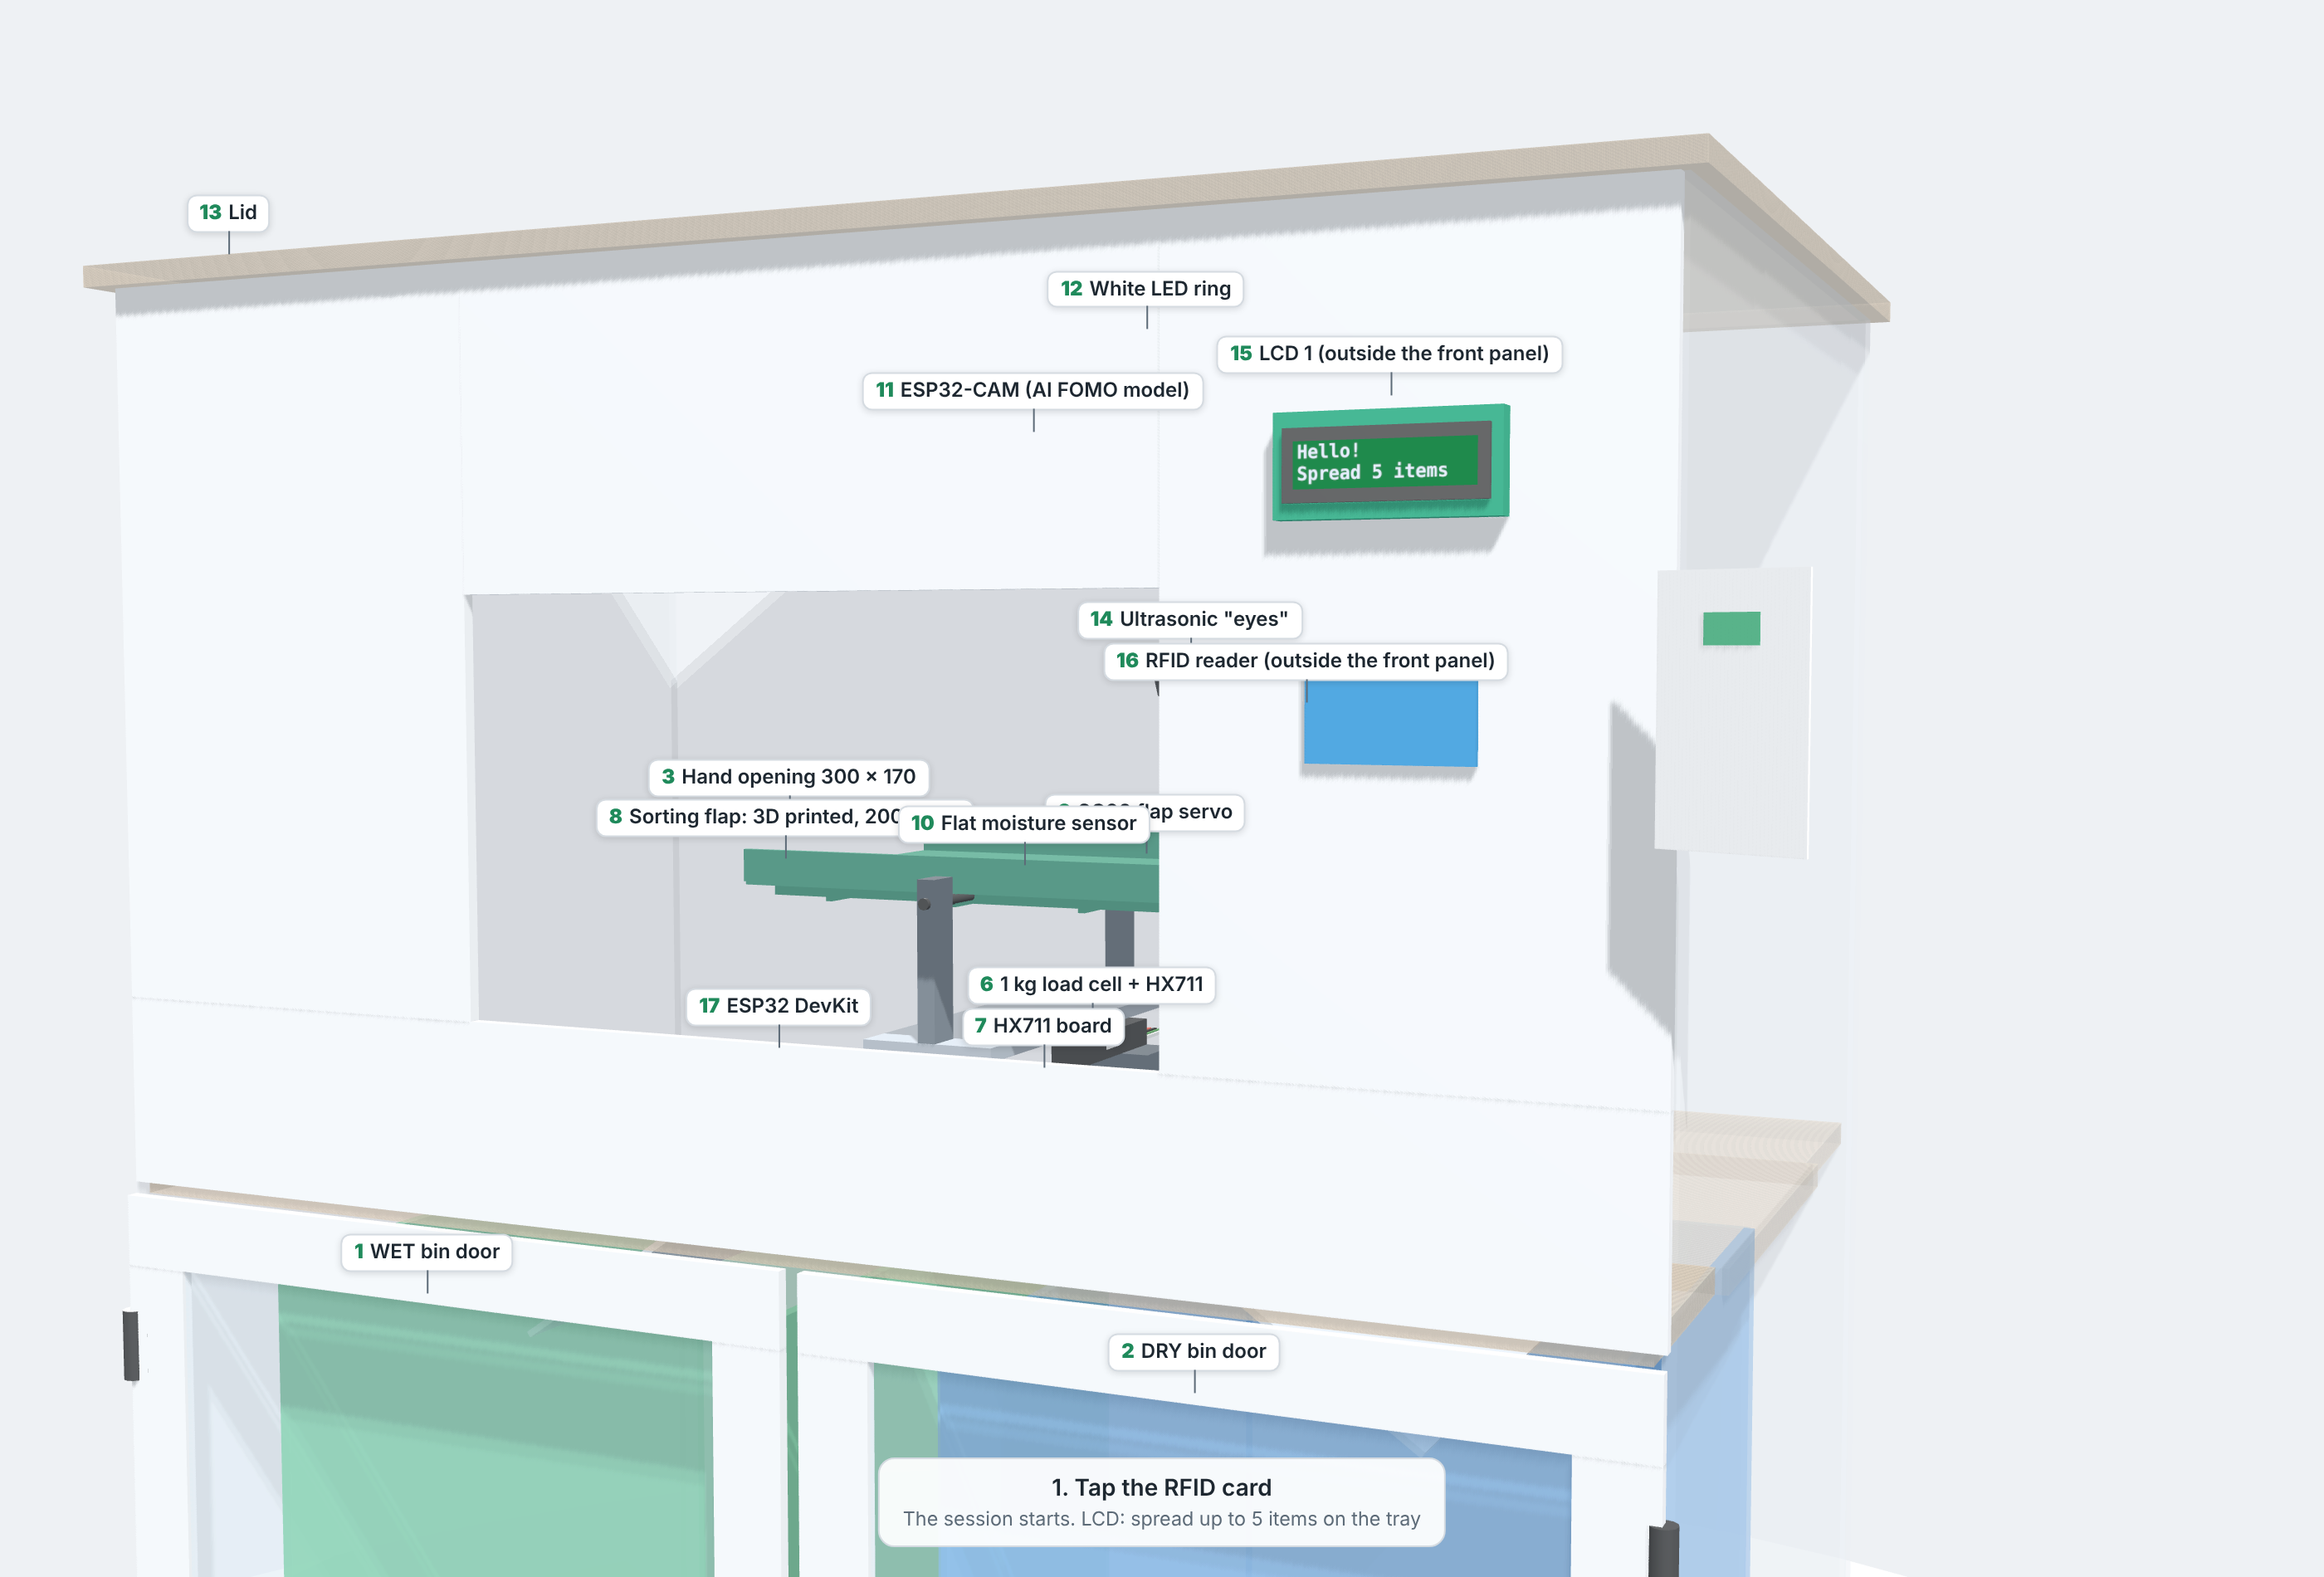 13 Lid
12 White LED ring
15 LCD 1 (outside the front panel)
11 ESP32-CAM (AI FOMO model)
Hello!
Spread 5 items
14 Ultrasonic "eyes"
16 RFID reader (outside the front panel)
3 Hand opening 300 × 170
8 Sorting flap: 3D printed, 200
flap servo
10 Flat moisture sensor
6 1 kg load cell + HX711
17 ESP32 DevKit
7 HX711 board
1 WET bin door
2 DRY bin door
1. Tap the RFID card
The session starts. LCD: spread up to 5 items on the tray